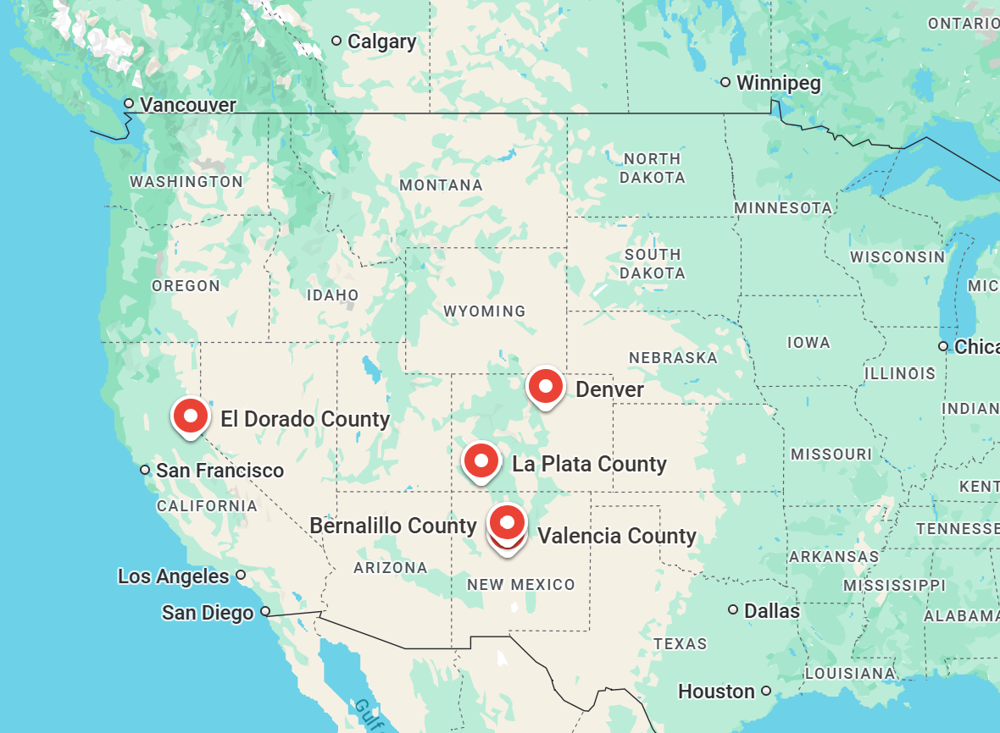 ONTARIO
Calgary
Winnipeg
Vancouver
NORTH
DAKOTA
WASHINGTON
MONTANA
MINNESOTA
SOUTH
DAKOTA
WISCONSIN
OREGON
MIC
IDAHO
WYOMING
IOWA
Chica
NEBRASKA
ILLINOIS
Denver
INDIAN
El Dorado County
MISSOURI
La Plata County
San Francisco
KENT
CALIFORNIA
Bernalillo County
TENNESSE
Valencia County
ARKANSAS
ARIZONA
Los Angeles
NEW MEXICO
MISSISSIPPI
San Diego
Dallas
ALABAMA
TEXAS
LOUISIANA
Houston
Gulf